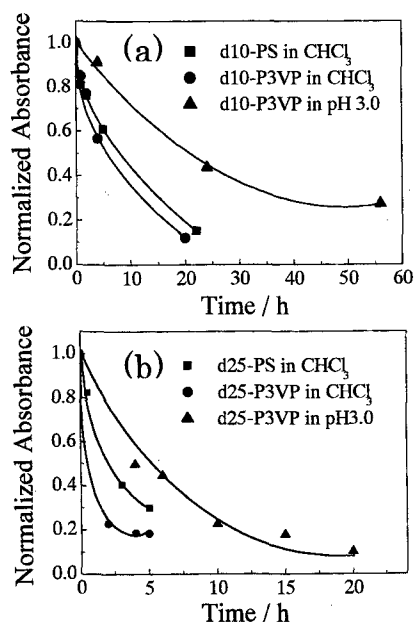 (a)
d10-PS in CHCl3
d10-P3VP in CHCl3
d10-P3VP in pH 3.0
Normalized Absorbance
1.0
0.8
0.6
0.4
0.2
0.0
0 10 20 30 40 50 60
Time / h
(b)
d25-PS in CHCl3
d25-P3VP in CHCl3
d25-P3VP in pH3.0
Normalized Absorbance
1.0
0.8
0.6
0.4
0.2
0.0
0 5 10 15 20
Time / h